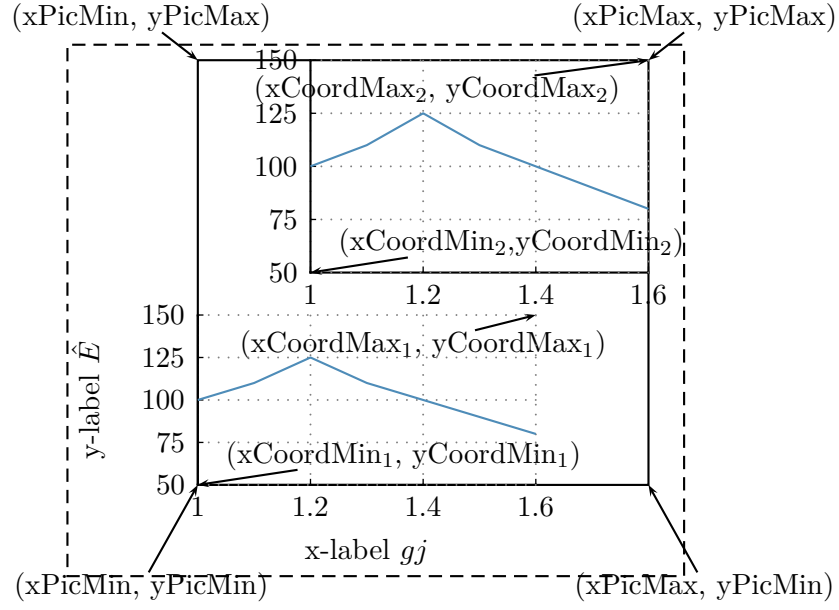 (xPicMin, yPicMax)
(xPicMax, yPicMax)
150
(xCoordMax₂, yCoordMax₂)
125
100
75
(xCoordMin₂,yCoordMin₂)
50
1 1.2 1.4 1.6
150
(xCoordMax₁, yCoordMax₁)
125
100
75
(xCoordMin₁, yCoordMin₁)
50
1 1.2 1.4 1.6
y-label Ê
x-label gj
(xPicMin, yPicMin)
(xPicMax, yPicMin)